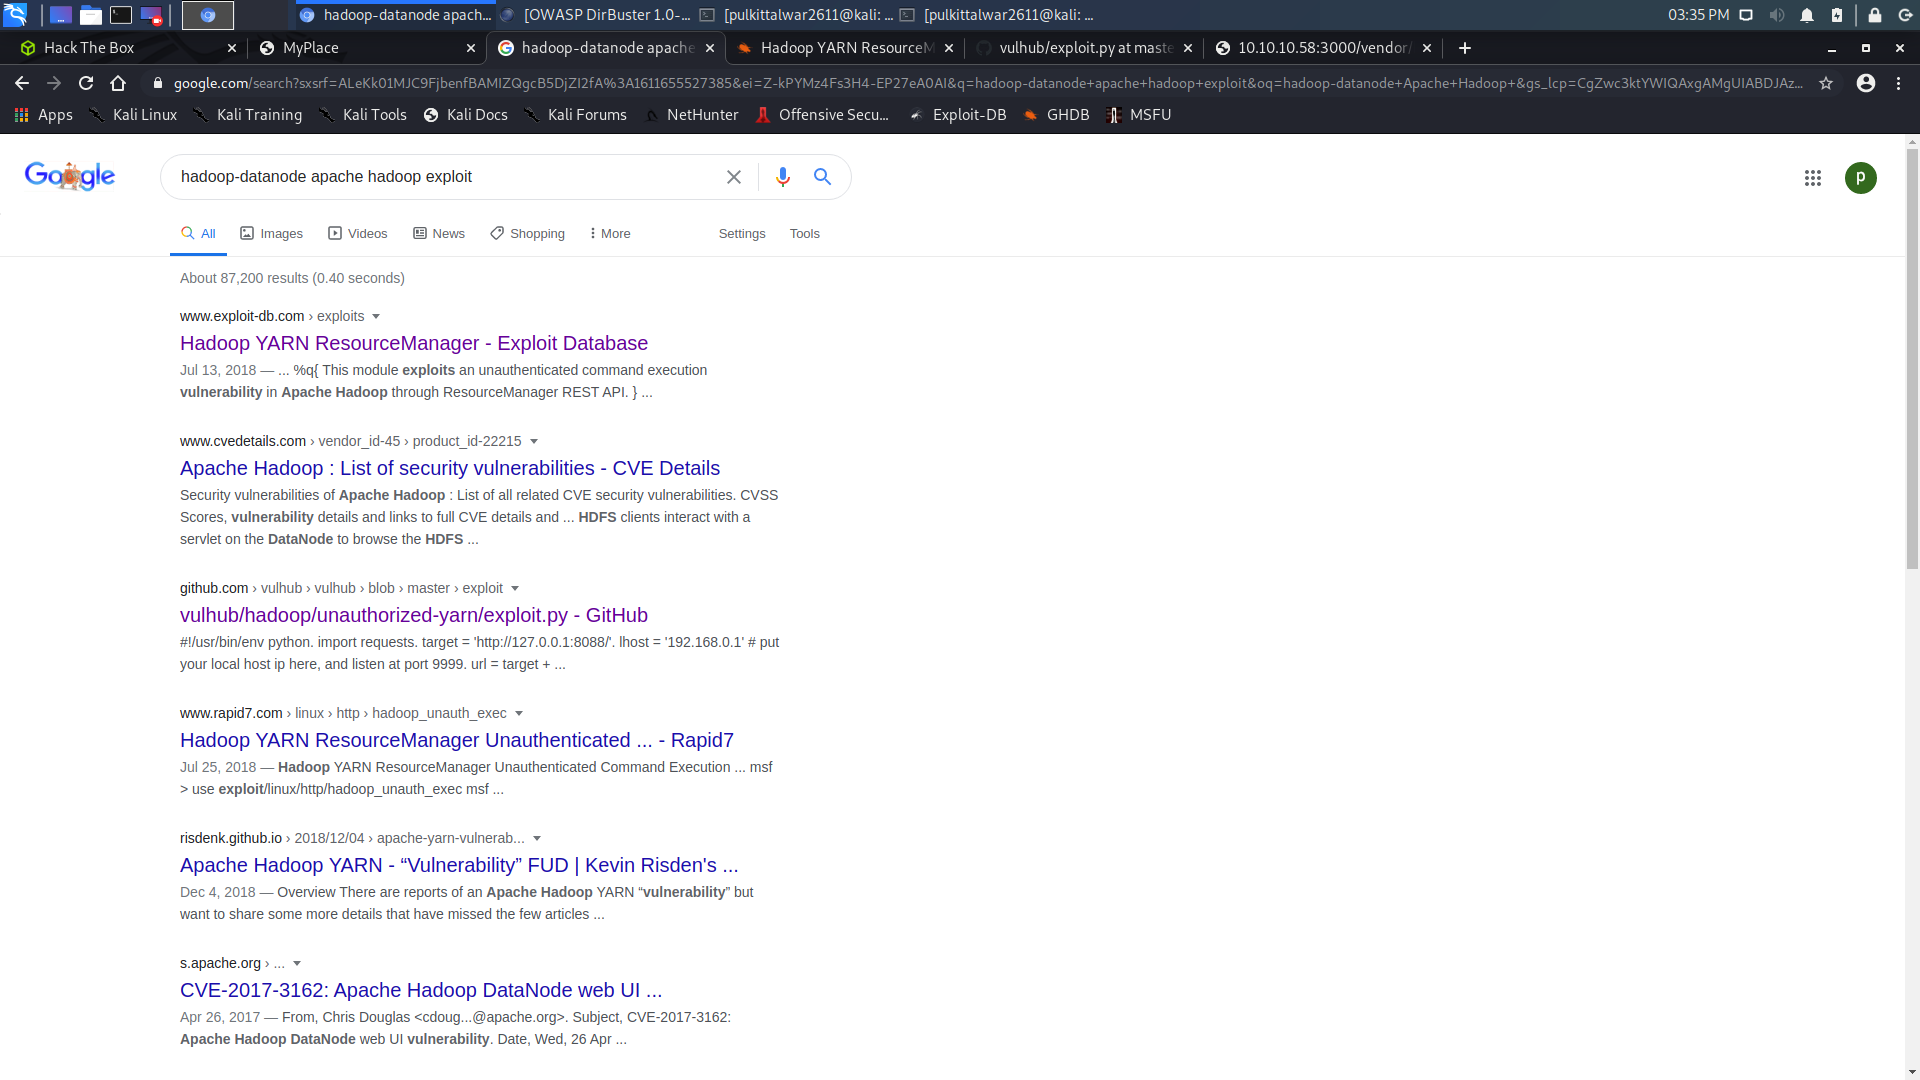 hadoop-datanode apach... [OWASP DirBuster 1.0-... [pulkittalwar2611@kali: ... [pulkittalwar2611@kali: ... 03:35 PM
Hack The Box MyPlace hadoop-datanode apache Hadoop YARN ResourceM vulhub/exploit.py at maste 10.10.10.58:3000/vendor/
google.com/search?sxsrf=ALeKk01MJC9FjbenfBAMIZQgcB5DjZI2fA%3A1611655527385&ei=Z-kPYMz4Fs3H4-EP27eA0AI&q=hadoop-datanode+apache+hadoop+exploit&oq=hadoop-datanode+Apache+Hadoop+&gs_lcp=CgZwc3ktYWIQAxgAMgUIABDJAz...
Apps Kali Linux Kali Training Kali Tools Kali Docs Kali Forums NetHunter Offensive Secu... Exploit-DB GHDB MSFU
Google hadoop-datanode apache hadoop exploit p
All Images Videos News Shopping More Settings Tools
About 87,200 results (0.40 seconds)
www.exploit-db.com › exploits
Hadoop YARN ResourceManager - Exploit Database
Jul 13, 2018 — ... %q{ This module exploits an unauthenticated command execution
vulnerability in Apache Hadoop through ResourceManager REST API. } ...
www.cvedetails.com › vendor_id-45 › product_id-22215
Apache Hadoop : List of security vulnerabilities - CVE Details
Security vulnerabilities of Apache Hadoop : List of all related CVE security vulnerabilities. CVSS
Scores, vulnerability details and links to full CVE details and ... HDFS clients interact with a
servlet on the DataNode to browse the HDFS ...
github.com › vulhub › vulhub › blob › master › exploit
vulhub/hadoop/unauthorized-yarn/exploit.py - GitHub
#!/usr/bin/env python. import requests. target = 'http://127.0.0.1:8088/'. lhost = '192.168.0.1' # put
your local host ip here, and listen at port 9999. url = target + ...
www.rapid7.com › linux › http › hadoop_unauth_exec
Hadoop YARN ResourceManager Unauthenticated ... - Rapid7
Jul 25, 2018 — Hadoop YARN ResourceManager Unauthenticated Command Execution ... msf
> use exploit/linux/http/hadoop_unauth_exec msf ...
risdenk.github.io › 2018/12/04 › apache-yarn-vulnerab...
Apache Hadoop YARN - “Vulnerability” FUD | Kevin Risden's ...
Dec 4, 2018 — Overview There are reports of an Apache Hadoop YARN “vulnerability” but
want to share some more details that have missed the few articles ...
s.apache.org › ...
CVE-2017-3162: Apache Hadoop DataNode web UI ...
Apr 26, 2017 — From, Chris Douglas <cdoug...@apache.org>. Subject, CVE-2017-3162:
Apache Hadoop DataNode web UI vulnerability. Date, Wed, 26 Apr ...